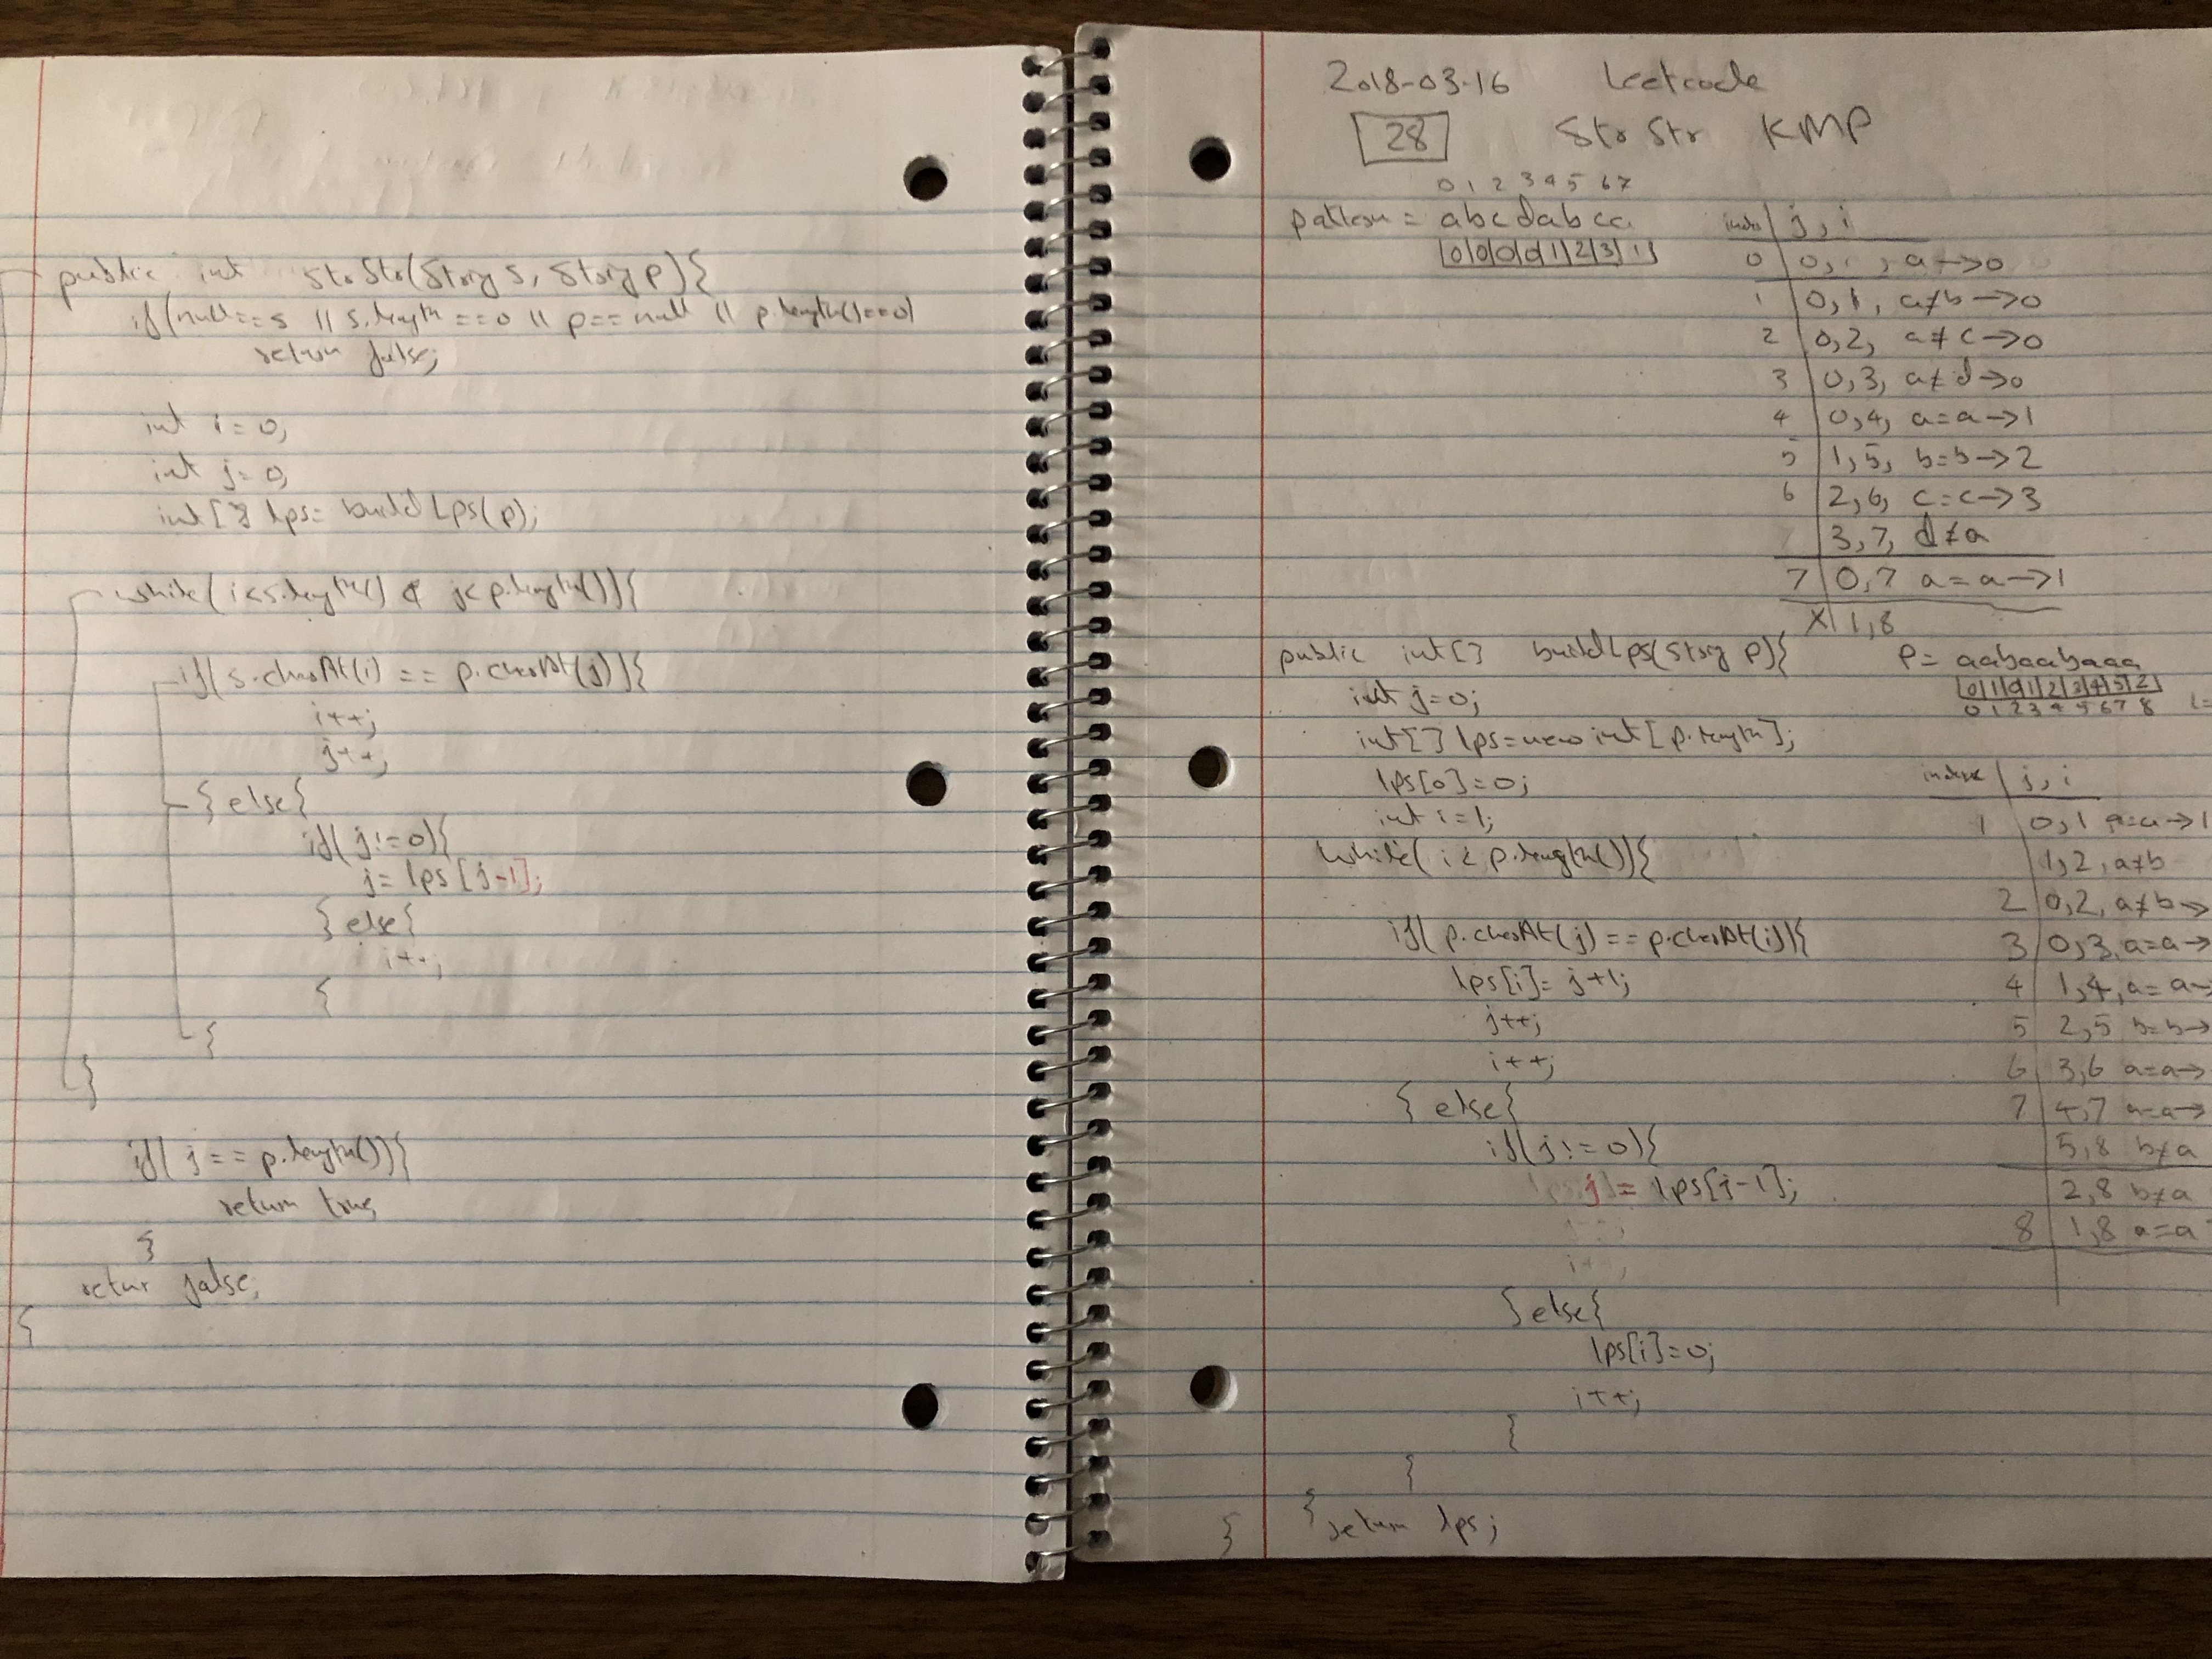 public int StrStr(String s, String p){
if(null==s || s.length==0 || p==null || p.length()==0)
return false;
int i=0;
int j=0;
int[] lps= buildLps(p);
while(i<s.length() & j<p.length()){
if(s.charAt(i) == p.charAt(j)){
i++;
j++;
} else{
if(j!=0){
j= lps[j-1];
} else{
i++;
}
}
}
if(j == p.length()){
return true;
}
retur false;
}
2018-03-16 Leetcode
28 StrStr KMP
0 1 2 3 4 5 6 7
pattern = abcdabca
0|0|0|0|1|2|3|1
index | j, i
0 0, , a→0
1 0,1, a≠b→0
2 0,2, a≠c→0
3 0,3, a≠d→0
4 0,4, a=a→1
5 1,5, b=b→2
6 2,6, c=c→3
7 3,7, d≠a
7 0,7 a=a→1
X 1,8
public int[] buildLps(String p){
int j=0;
int[] lps=new int[p.length];
lps[0]=0;
int i=1;
while(i<p.length()){
if(p.charAt(j)==p.charAt(i)){
lps[i]= j+1;
j++;
i++;
} else{
if(j!=0){
j = lps[j-1];
} else{
lps[i]=0;
i++;
}
}
} return lps;
}
P= aabaabaaa
0|1|0|1|2|3|4|5|2
0 1 2 3 4 5 6 7 8
index | j, i
1 0,1 a=a→1
1,2, a≠b
2 0,2, a≠b→
3 0,3, a=a→
4 1,4, a=a→
5 2,5 b=b→
6 3,6 a=a→
7 4,7 a=a→
5,8 b≠a
2,8 b≠a
8 1,8 a=a